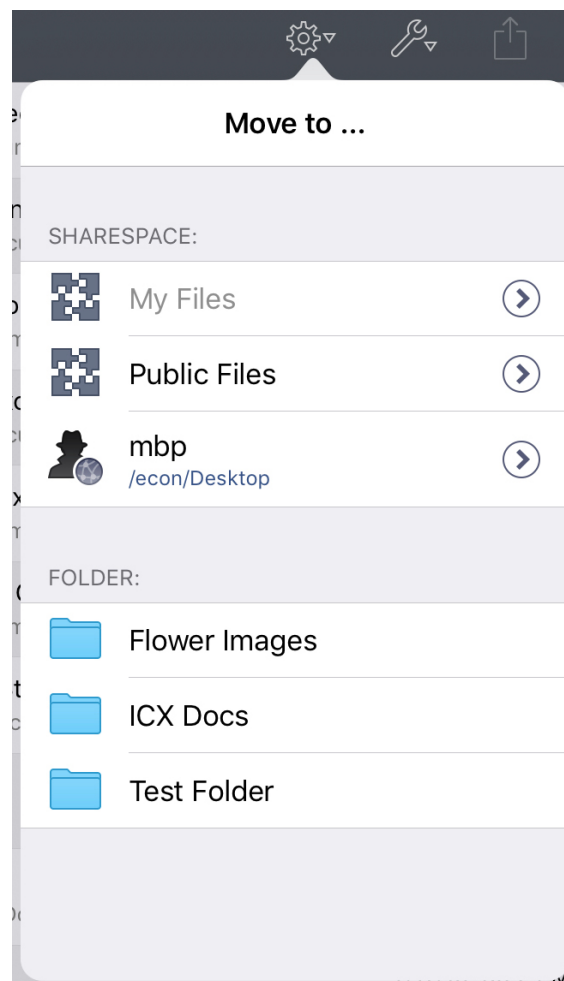 Move to ...
SHARESPACE:
My Files
Public Files
mbp
/econ/Desktop
FOLDER:
Flower Images
ICX Docs
Test Folder